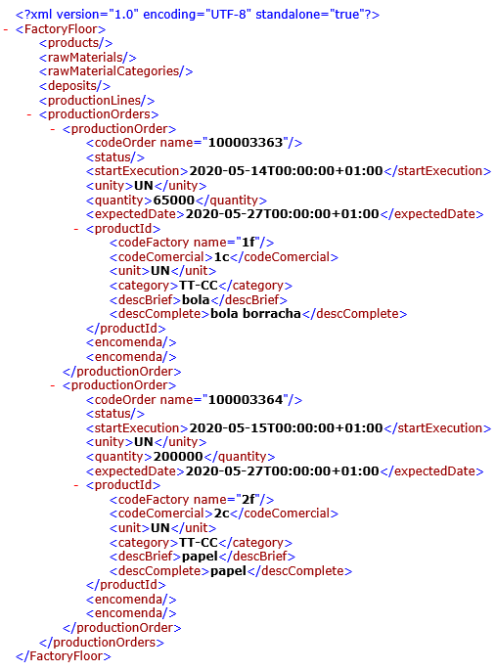 <?xml version="1.0" encoding="UTF-8" standalone="true"?>
- <FactoryFloor>
<products/>
<rawMaterials/>
<rawMaterialCategories/>
<deposits/>
<productionLines/>
- <productionOrders>
- <productionOrder>
<codeOrder name="100003363"/>
<status/>
<startExecution>2020-05-14T00:00:00+01:00</startExecution>
<unity>UN</unity>
<quantity>65000</quantity>
<expectedDate>2020-05-27T00:00:00+01:00</expectedDate>
- <productId>
<codeFactory name="1f"/>
<codeComercial>1c</codeComercial>
<unit>UN</unit>
<category>TT-CC</category>
<descBrief>bola</descBrief>
<descComplete>bola borracha</descComplete>
</productId>
<encomenda/>
<encomenda/>
</productionOrder>
- <productionOrder>
<codeOrder name="100003364"/>
<status/>
<startExecution>2020-05-15T00:00:00+01:00</startExecution>
<unity>UN</unity>
<quantity>200000</quantity>
<expectedDate>2020-05-27T00:00:00+01:00</expectedDate>
- <productId>
<codeFactory name="2f"/>
<codeComercial>2c</codeComercial>
<unit>UN</unit>
<category>TT-CC</category>
<descBrief>papel</descBrief>
<descComplete>papel</descComplete>
</productId>
<encomenda/>
<encomenda/>
</productionOrder>
</productionOrders>
</FactoryFloor>